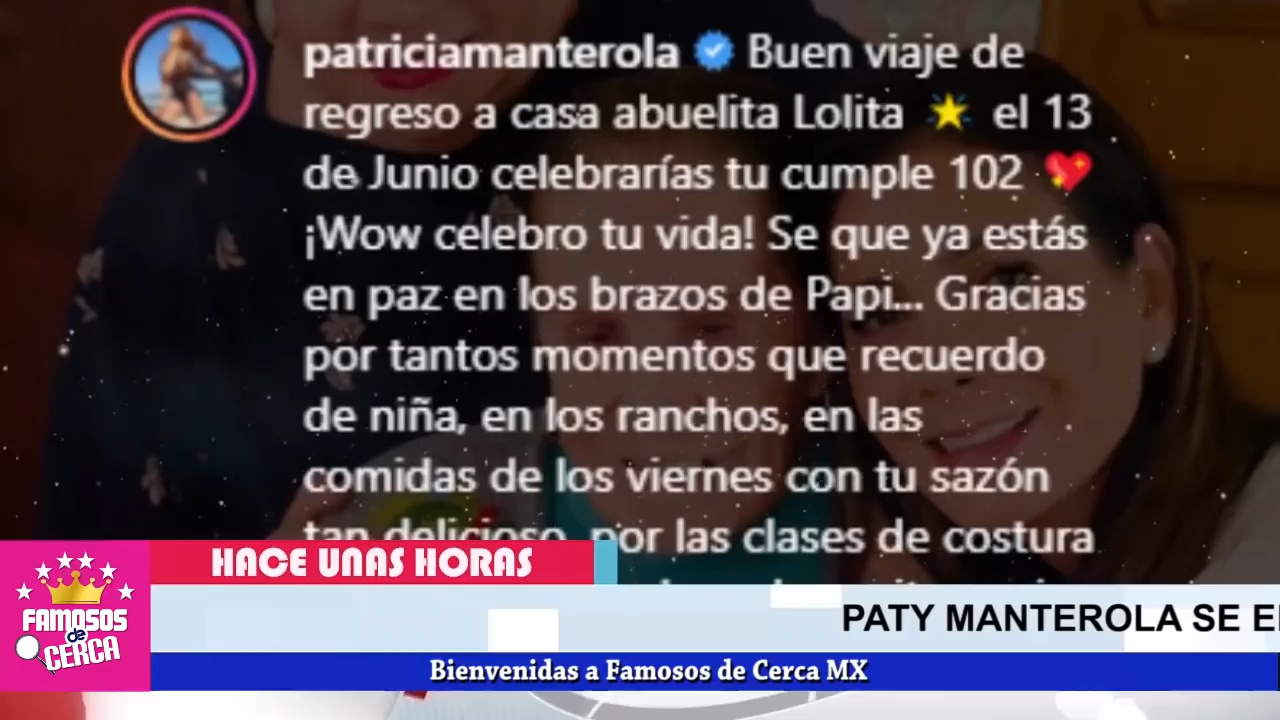 patriciamanterola Buen viaje de
regreso a casa abuelita Lolita el 13
de Junio celebrarías tu cumple 102
¡Wow celebro tu vida! Se que ya estás
en paz en los brazos de Papi... Gracias
por tantos momentos que recuerdo
de niña, en los ranchos, en las
comidas de los viernes con tu sazón
tan delicioso, por las clases de costura
HACE UNAS HORAS
PATY MANTEROLA SE
FAMOSOS
de
CERCA
Bienvenidas a Famosos de Cerca MX